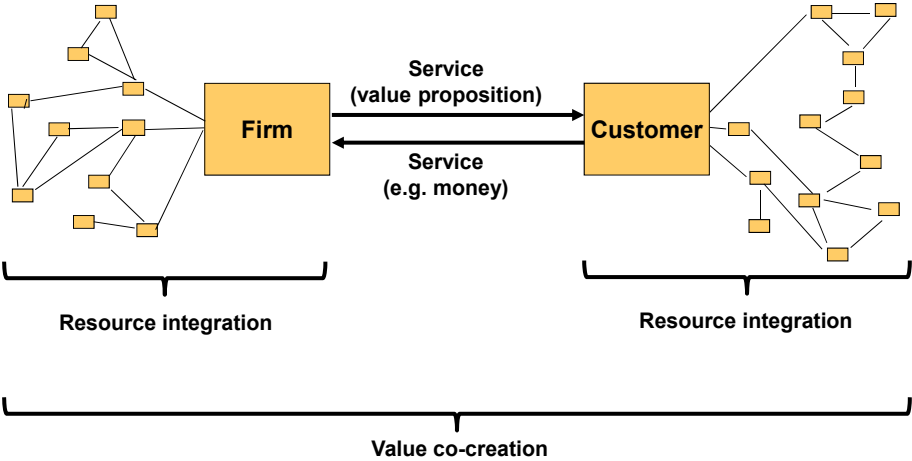 Service
(value proposition)
Firm
Customer
Service
(e.g. money)
Resource integration
Resource integration
Value co-creation